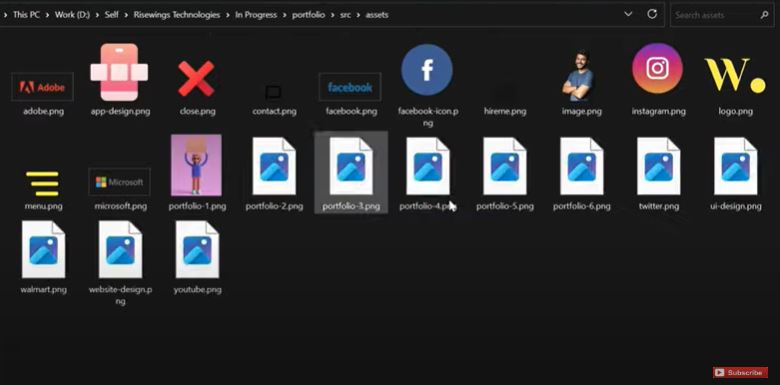 This PC › Work (D:) › Self › Risewings Technologies › In Progress › portfolio › src › assets
Search assets
Adobe
facebook
W.
adobe.png app-design.png close.png contact.png facebook.png facebook-icon.p
ng hireme.png image.png instagram.png logo.png
Microsoft
menu.png microsoft.png portfolio-1.png portfolio-2.png portfolio-3.png portfolio-4.png portfolio-5.png portfolio-6.png twitter.png ui-design.png
walmart.png website-design.p
ng youtube.png
Subscribe